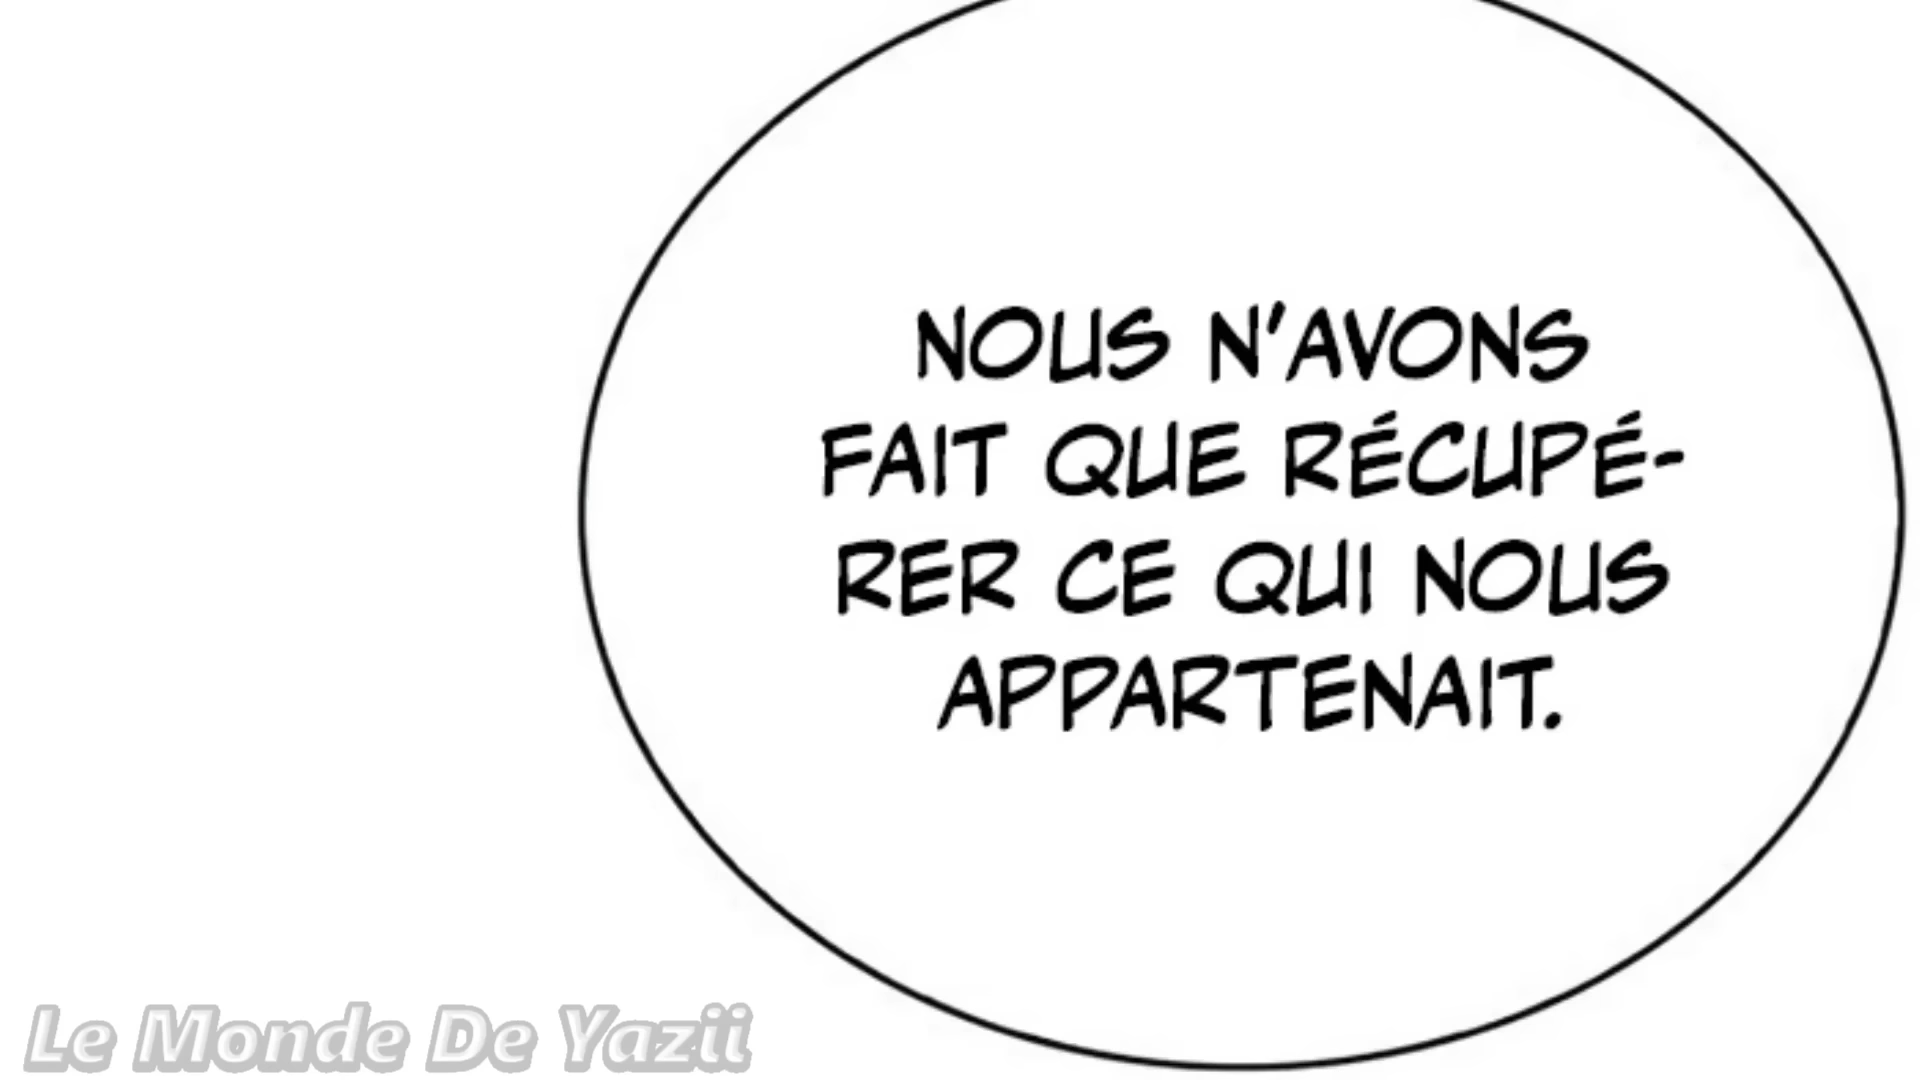 NOUS N'AVONS
FAIT QUE RÉCUPÉ-
RER CE QUI NOUS
APPARTENAIT.
Le Monde De Yazii